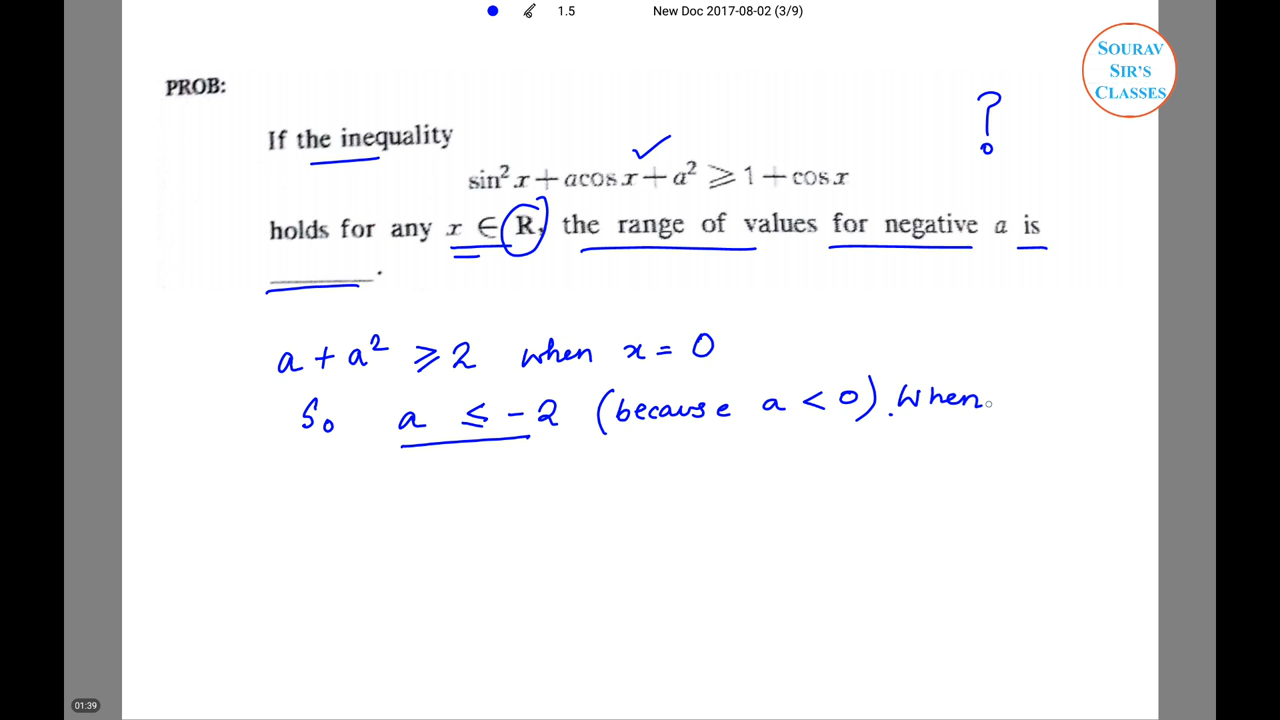 1.5 New Doc 2017-08-02 (3/9)
SOURAV
SIR'S
CLASSES
PROB:
If the inequality
sin² x + acos x + a² ⩾ 1 + cos x
holds for any x ∈ R, the range of values for negative a is
________.
?
a + a² ⩾ 2 when x = 0
So a ≤ -2 (because a < 0). When
01:39